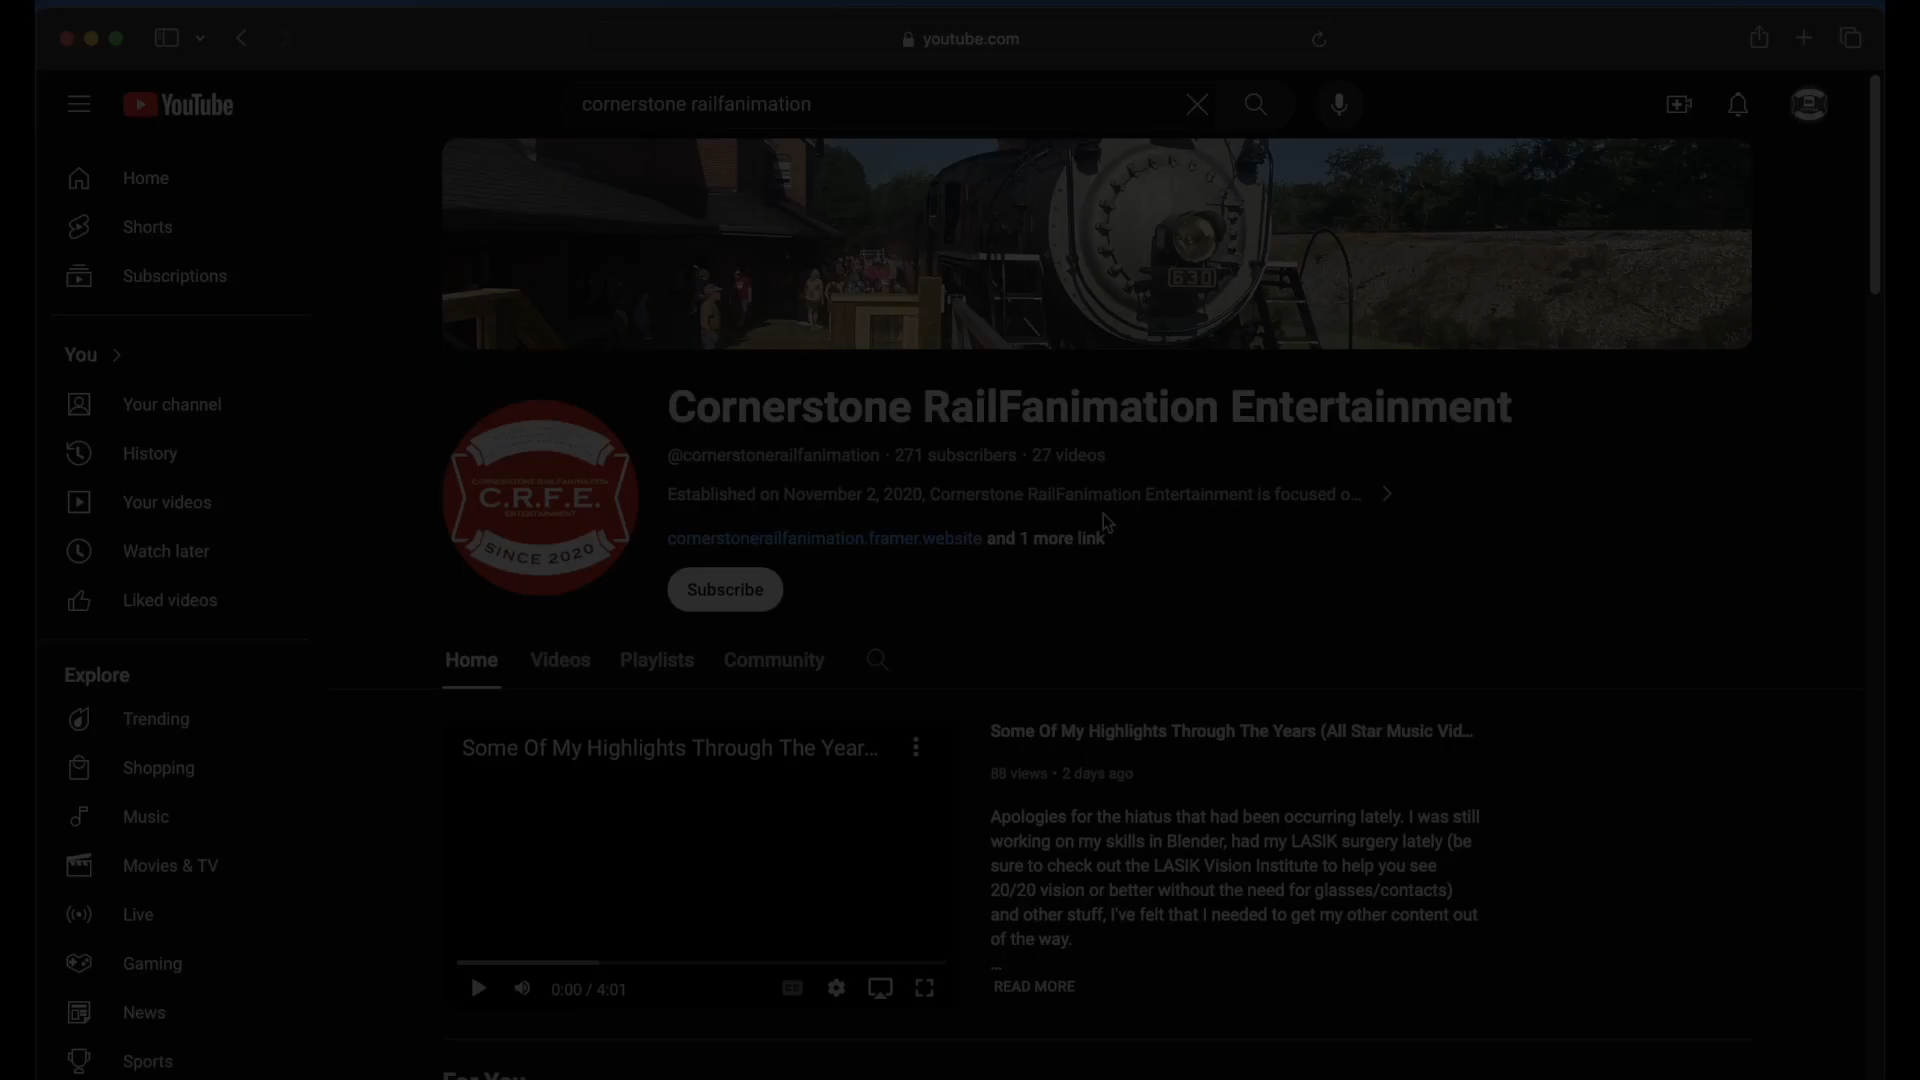 youtube.com
YouTube
cornerstone railfanimation
Home
Shorts
Subscriptions
You
Your channel
History
Your videos
Watch later
Liked videos
Explore
Trending
Shopping
Music
Movies & TV
Live
Gaming
News
Sports
630
CORNERSTONE RAILFANIMATION
C.R.F.E.
ENTERTAINMENT
SINCE 2020
Cornerstone RailFanimation Entertainment
@cornerstonerailfanimation · 271 subscribers · 27 videos
Established on November 2, 2020, Cornerstone RailFanimation Entertainment is focused o...
cornerstonerailfanimation.framer.website and 1 more link
Subscribe
Home Videos Playlists Community
Some Of My Highlights Through The Year...
0:00 / 4:01
Some Of My Highlights Through The Years (All Star Music Vid...
88 views • 2 days ago
Apologies for the hiatus that had been occurring lately. I was still
working on my skills in Blender, had my LASIK surgery lately (be
sure to check out the LASIK Vision Institute to help you see
20/20 vision or better without the need for glasses/contacts)
and other stuff, I've felt that I needed to get my other content out
of the way.
...
READ MORE
For You